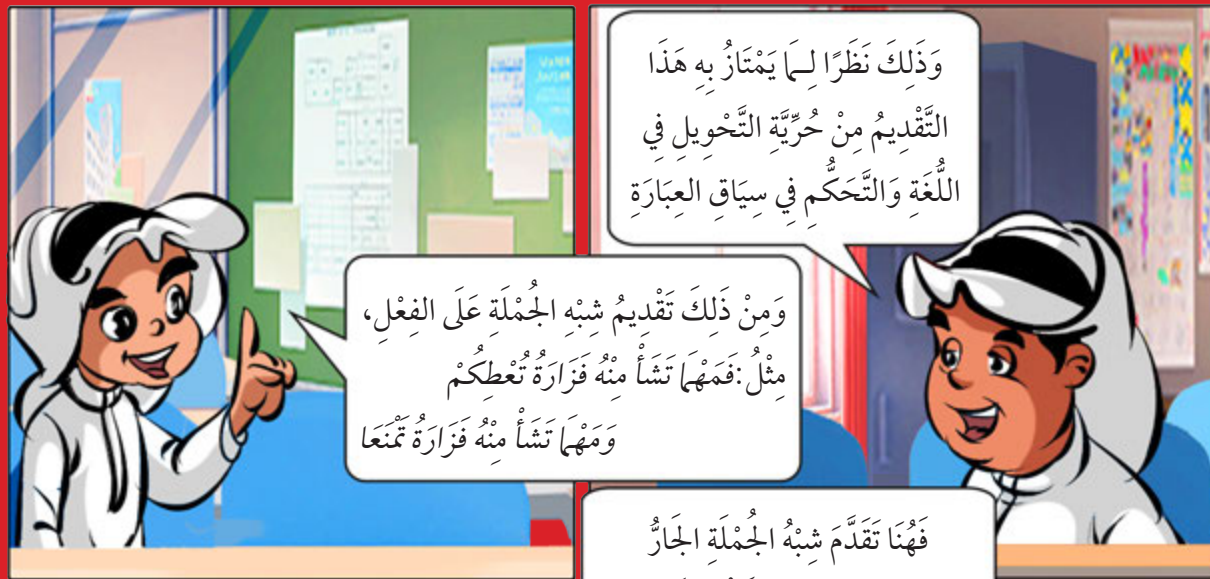 وَذَلِكَ نَظَرًا لِـمَا يَمْتَازُ بِهِ هَذَا
التَّقْدِيمُ مِنْ حُرِّيَّةِ التَّحْوِيلِ فِي
اللُّغَةِ وَالتَّحَكُّمِ فِي سِيَاقِ العِبَارَةِ
وَمِنْ ذَلِكَ تَقْدِيمُ شِبْهِ الجُمْلَةِ عَلَى الفِعْلِ،
مِثْلُ:فَمَهْمَا تَشَأْ مِنْهُ فَزَارَةُ تُعْطِكُمْ
وَمَهْمَا تَشَأْ مِنْهُ فَزَارَةُ تَمْنَعَا
فَهُنَا تَقَدَّمَ شِبْهُ الجُمْلَةِ الجَارُّ